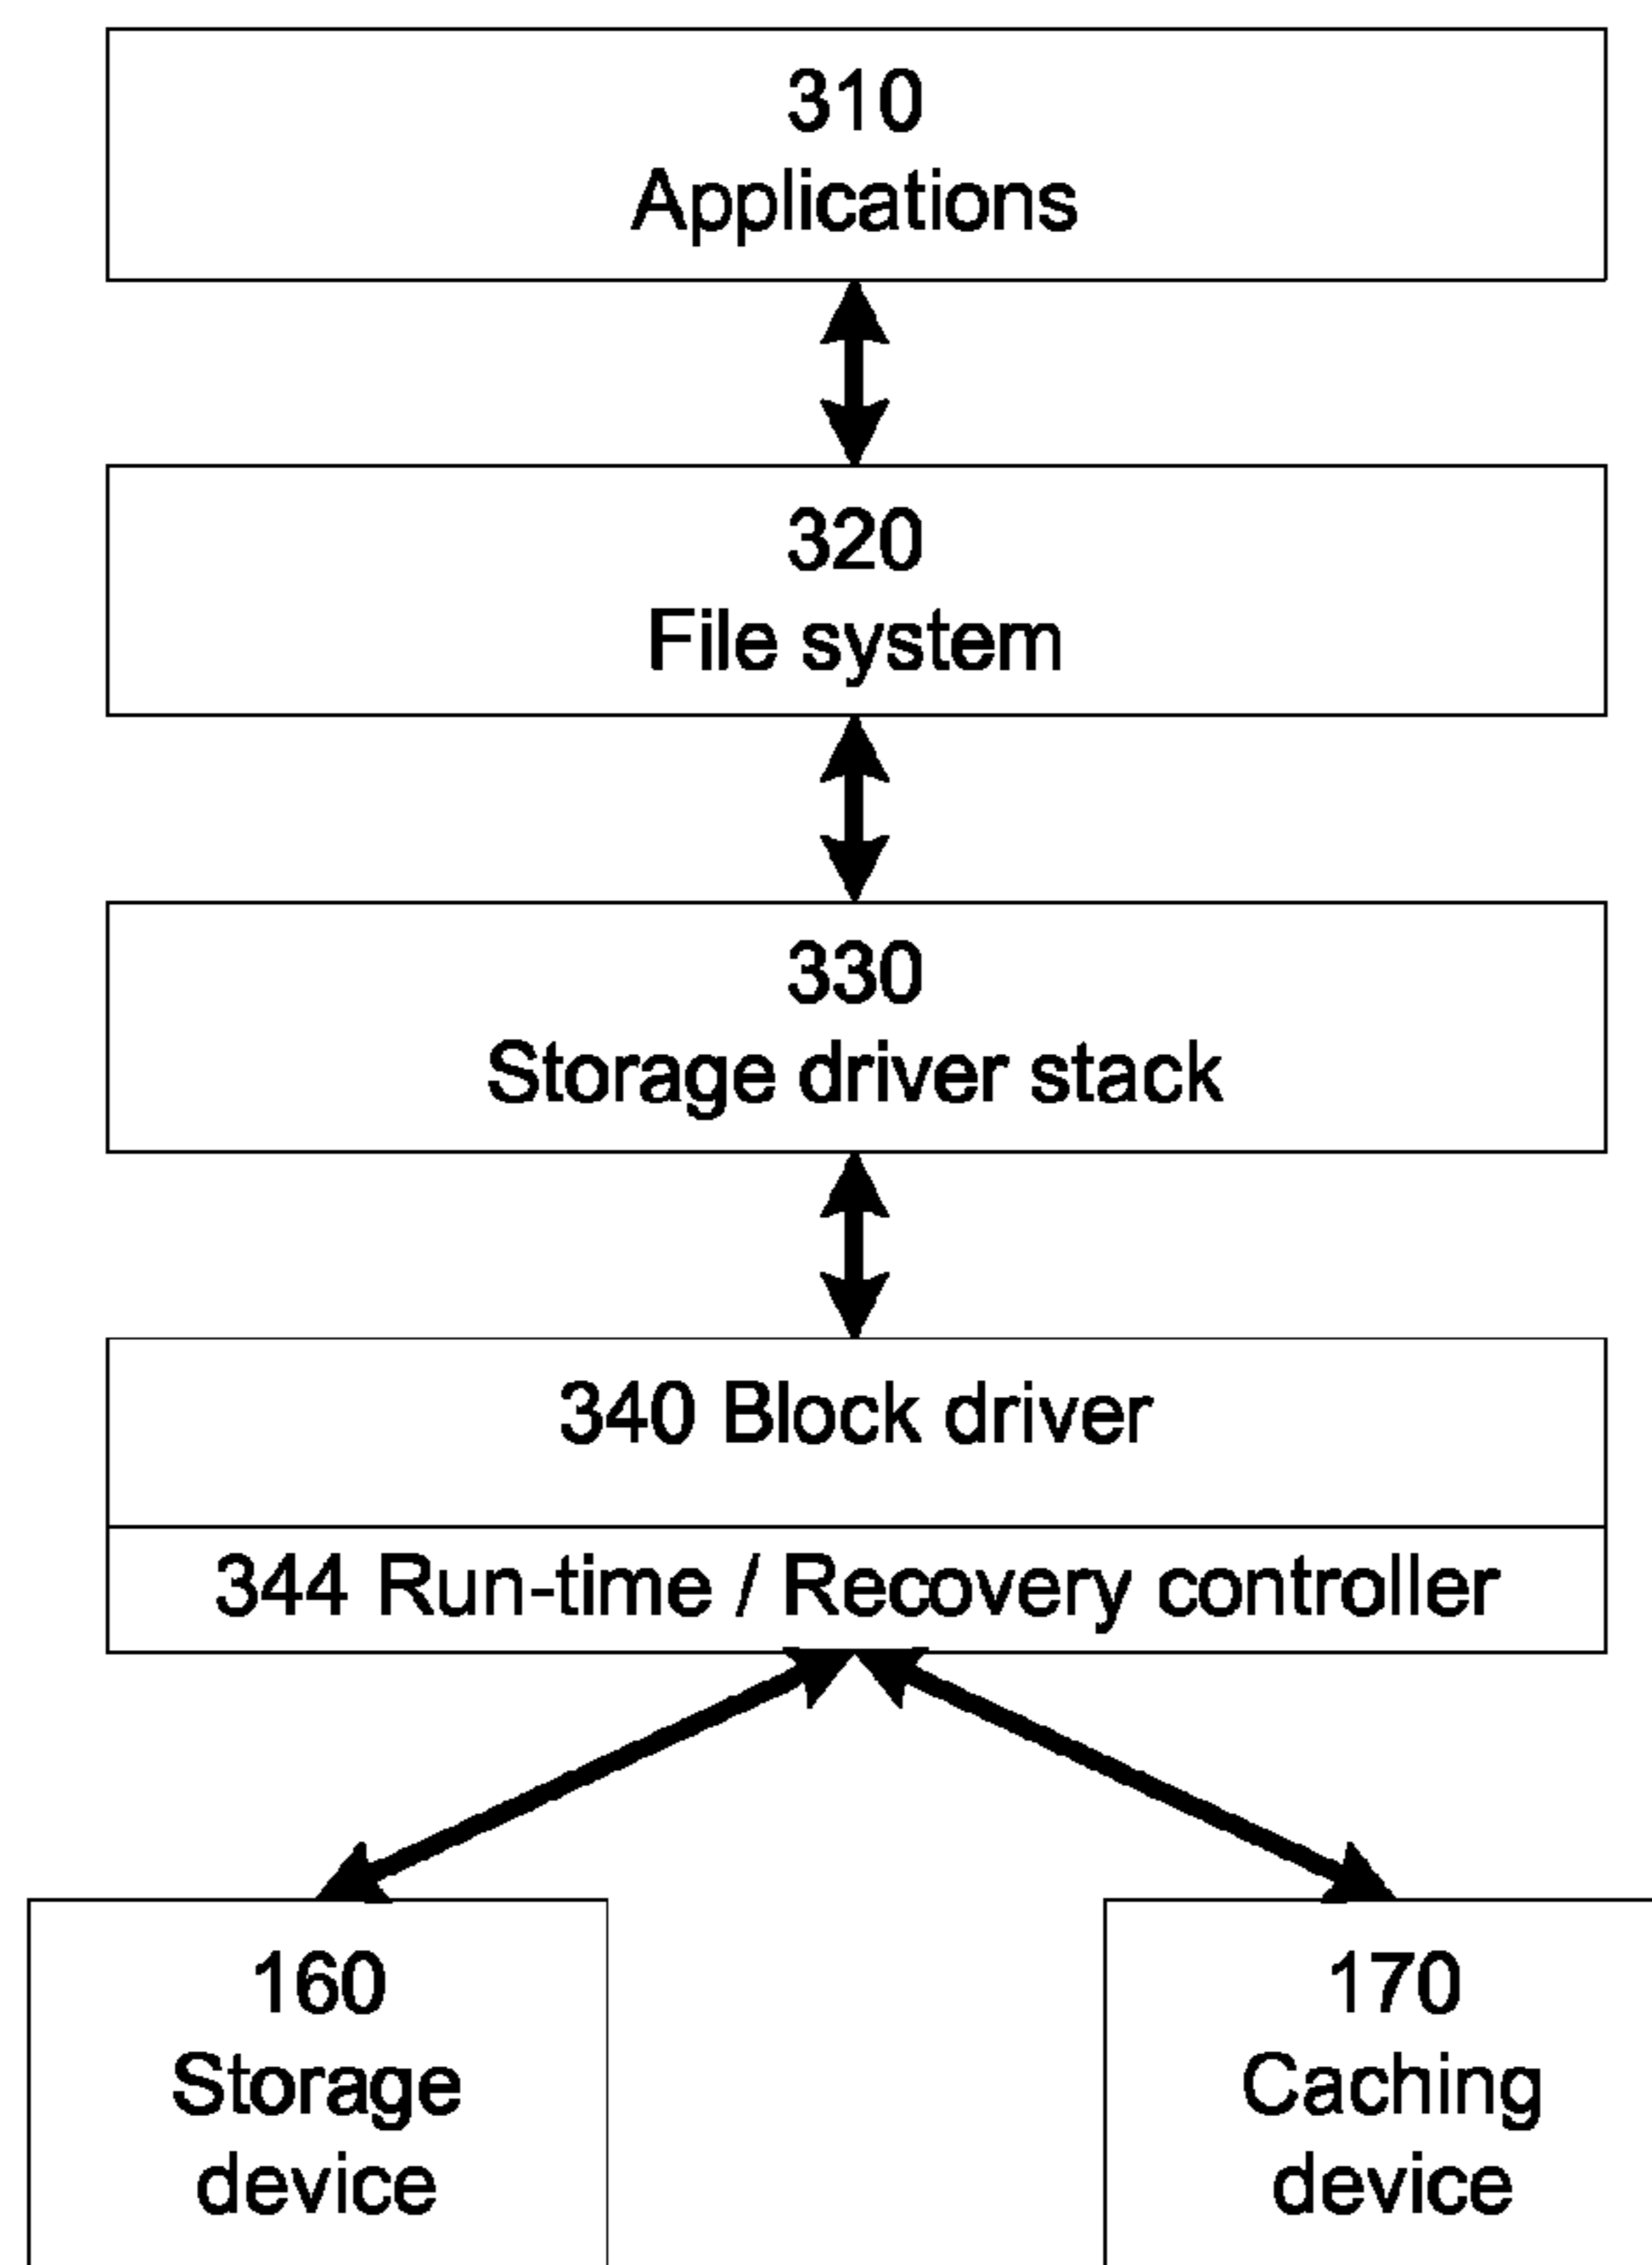 310
Applications
320
File system
330
Storage driver stack
340 Block driver
344 Run-time / Recovery controller
160
Storage
device
170
Caching
device